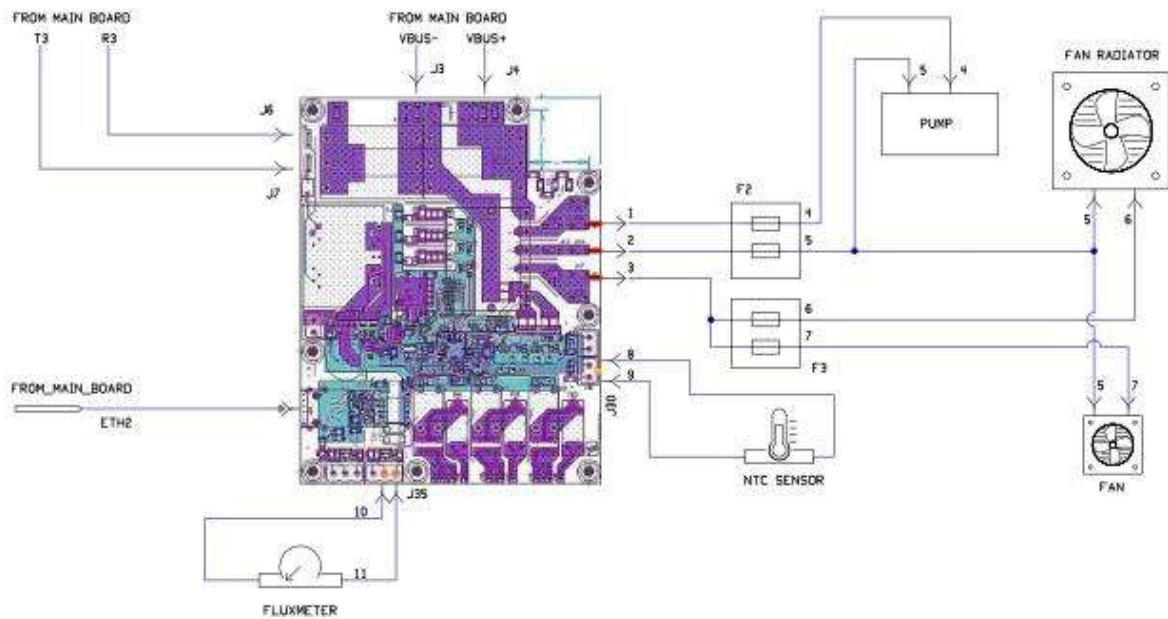 FROM MAIN BOARD
T3 R3
FROM MAIN BOARD
VBUS- VBUS+
J3 J4
J6
J7
5 4
PUMP
FAN RADIATOR
5 6
F2
1 4
2 5
3
6
7
F3
8
9
J30
FROM_MAIN_BOARD
ETH2
NTC SENSOR
5 7
FAN
J35
10
11
FLUXMETER